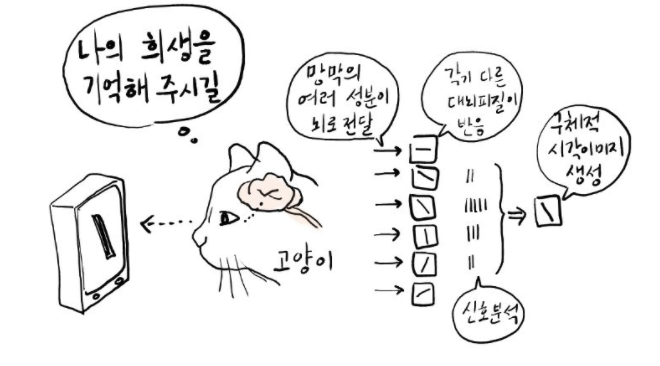 나의 희생을
기억해 주시길
망막의
여러 성분이
뇌로 전달
각기 다른
대뇌피질이
반응
구체적
시각이미지
생성
고양이
신호분석